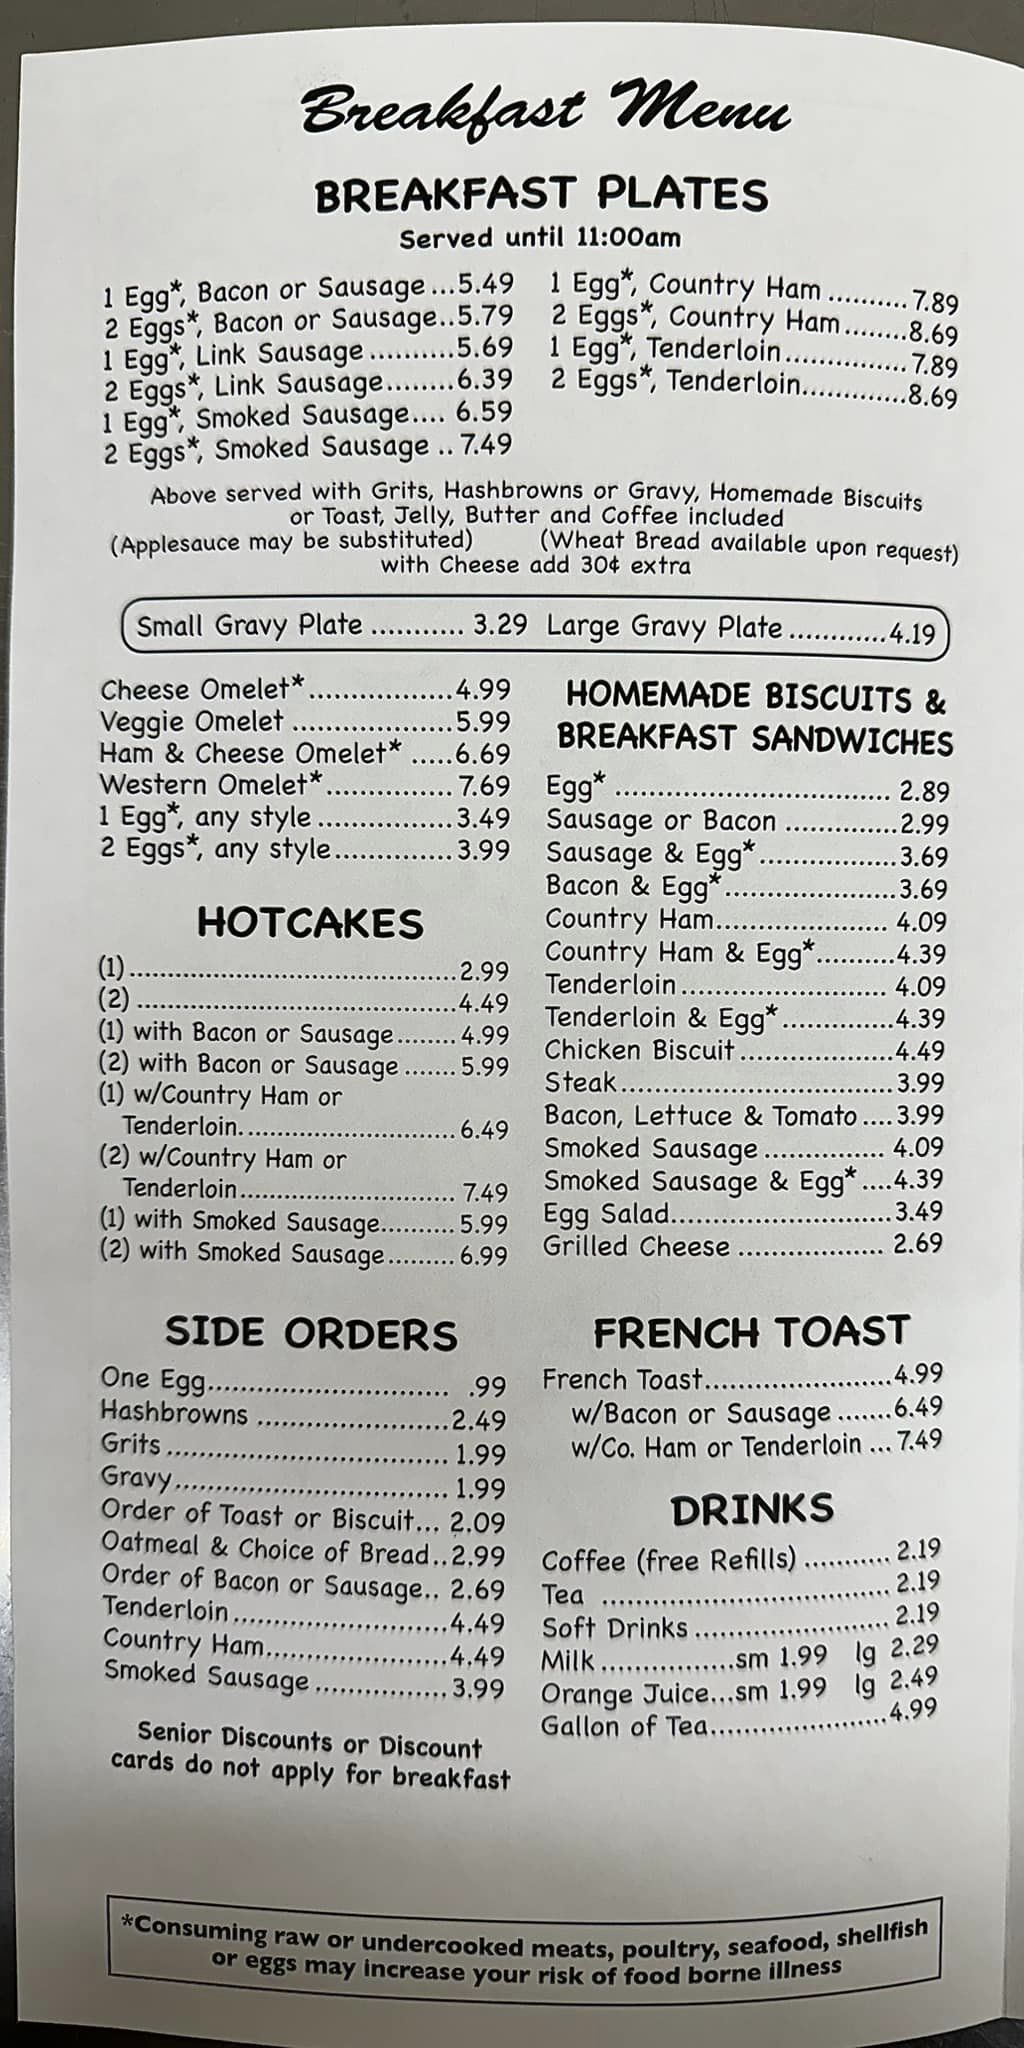 Breakfast Menu
BREAKFAST PLATES
Served until 11:00am
1 Egg*, Bacon or Sausage...5.49
2 Eggs*, Bacon or Sausage..5.79
1 Egg*, Link Sausage...........5.69
2 Eggs*, Link Sausage........6.39
1 Egg*, Smoked Sausage.... 6.59
2 Eggs*, Smoked Sausage .. 7.49
1 Egg*, Country Ham..........7.89
2 Eggs*, Country Ham........8.69
1 Egg*, Tenderloin..............7.89
2 Eggs*, Tenderloin.............8.69
Above served with Grits, Hashbrowns or Gravy, Homemade Biscuits
or Toast, Jelly, Butter and Coffee included
(Applesauce may be substituted) (Wheat Bread available upon request)
with Cheese add 30¢ extra
Small Gravy Plate ........... 3.29 Large Gravy Plate............4.19
Cheese Omelet*..................4.99
Veggie Omelet ....................5.99
Ham & Cheese Omelet* .....6.69
Western Omelet*................7.69
1 Egg*, any style.................3.49
2 Eggs*, any style...............3.99
HOTCAKES
(1).........................................2.99
(2)........................................4.49
(1) with Bacon or Sausage........4.99
(2) with Bacon or Sausage.......5.99
(1) w/Country Ham or
Tenderloin............................6.49
(2) w/Country Ham or
Tenderloin............................ 7.49
(1) with Smoked Sausage..........5.99
(2) with Smoked Sausage.........6.99
SIDE ORDERS
One Egg.............................. .99
Hashbrowns ........................2.49
Grits................................... 1.99
Gravy.................................. 1.99
Order of Toast or Biscuit... 2.09
Oatmeal & Choice of Bread..2.99
Order of Bacon or Sausage.. 2.69
Tenderloin...........................4.49
Country Ham.......................4.49
Smoked Sausage.................3.99
Senior Discounts or Discount
cards do not apply for breakfast
HOMEMADE BISCUITS &
BREAKFAST SANDWICHES
Egg* .................................. 2.89
Sausage or Bacon ..............2.99
Sausage & Egg*.................3.69
Bacon & Egg*.....................3.69
Country Ham..................... 4.09
Country Ham & Egg*..........4.39
Tenderloin......................... 4.09
Tenderloin & Egg*..............4.39
Chicken Biscuit...................4.49
Steak.................................3.99
Bacon, Lettuce & Tomato....3.99
Smoked Sausage............... 4.09
Smoked Sausage & Egg*....4.39
Egg Salad...........................3.49
Grilled Cheese .................. 2.69
FRENCH TOAST
French Toast.......................4.99
w/Bacon or Sausage.......6.49
w/Co. Ham or Tenderloin ...7.49
DRINKS
Coffee (free Refills)...........2.19
Tea ...................................2.19
Soft Drinks........................2.19
Milk................sm 1.99 lg 2.29
Orange Juice...sm 1.99 lg 2.49
Gallon of Tea......................4.99
*Consuming raw or undercooked meats, poultry, seafood, shellfish
or eggs may increase your risk of food borne illness